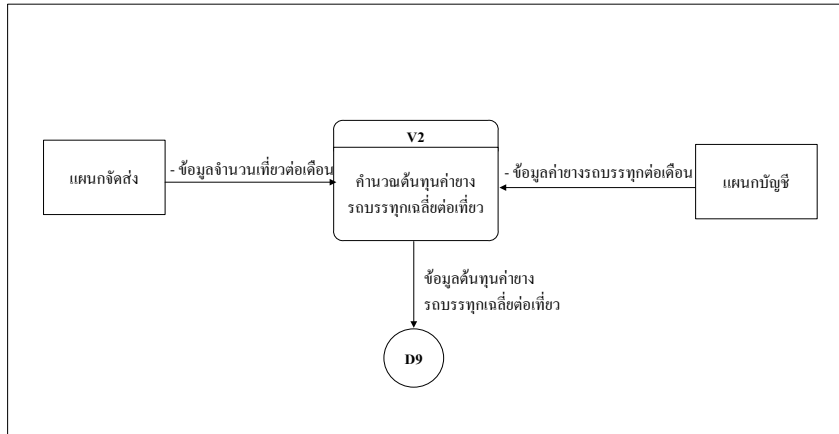 V2
แผนกจัดส่ง
- ข้อมูลจำนวนเที่ยวต่อเดือน
คำนวณต้นทุนค่ายาง
รถบรรทุกเฉลี่ยต่อเที่ยว
- ข้อมูลค่ายางรถบรรทุกต่อเดือน
แผนกบัญชี
ข้อมูลต้นทุนค่ายาง
รถบรรทุกเฉลี่ยต่อเที่ยว
D9